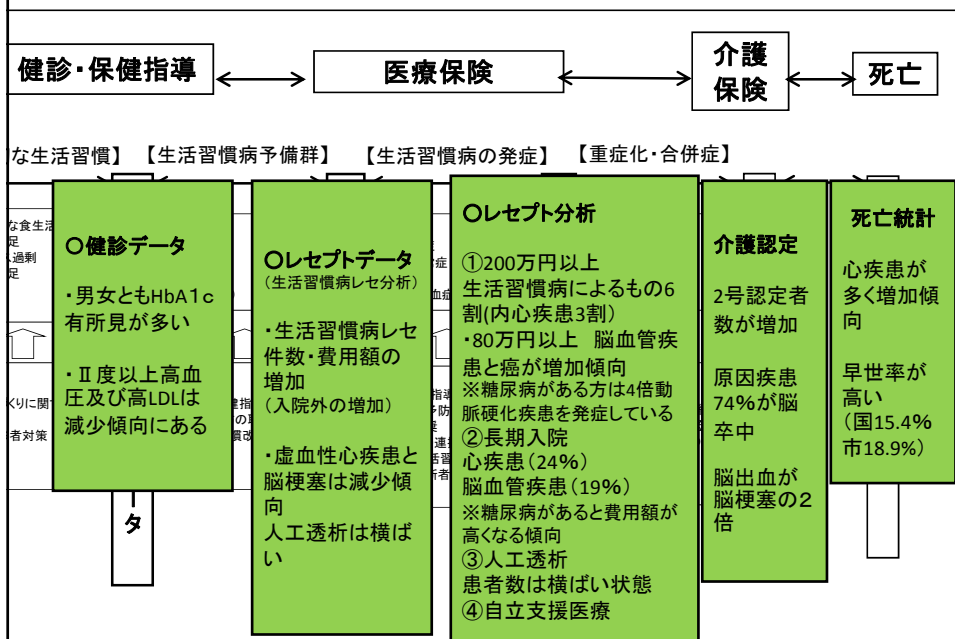 健診・保健指導
医療保険
介護
保険
死亡
な生活習慣】
【生活習慣病予備群】
【生活習慣病の発症】
【重症化・合併症】
な食生活
足
過剰
足
くりに関
者対策
○健診データ
・男女ともHbA1c
有所見が多い
・Ⅱ度以上高血
圧及び高LDLは
減少傾向にある
タ
○レセプトデータ
(生活習慣病レセ分析)
・生活習慣病レセ
件数・費用額の
増加
(入院外の増加)
・虚血性心疾患と
脳梗塞は減少傾
向
人工透析は横ば
い
○レセプト分析
①200万円以上
生活習慣病によるもの6
割(内心疾患3割)
・80万円以上 脳血管疾
患と癌が増加傾向
※糖尿病がある方は4倍動
脈硬化疾患を発症している
②長期入院
心疾患(24%)
脳血管疾患(19%)
※糖尿病があると費用額が
高くなる傾向
③人工透析
患者数は横ばい状態
④自立支援医療
介護認定
2号認定者
数が増加
原因疾患
74%が脳
卒中
脳出血が
脳梗塞の2
倍
死亡統計
心疾患が
多く増加傾
向
早世率が
高い
(国15.4%
市18.9%)